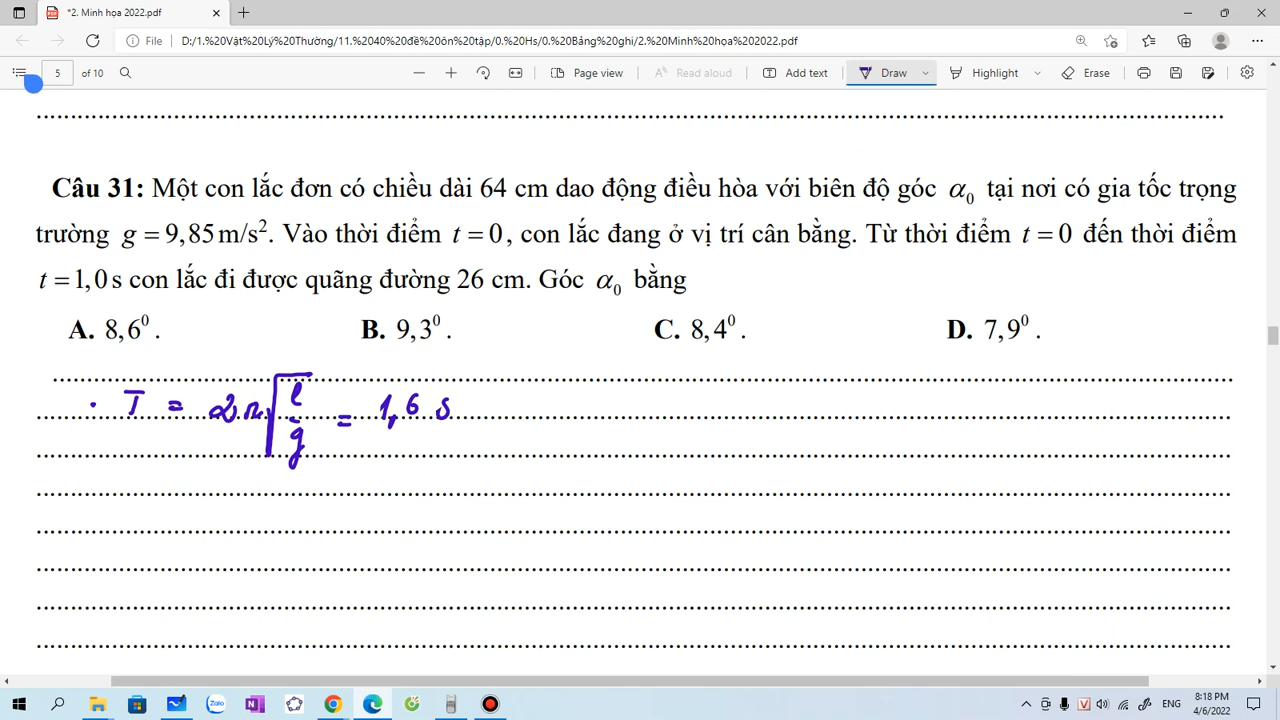 *2. Minh họa 2022.pdf
File D:/1.%20Vật%20Lý%20Thường/11.%2040%20đề%20ôn%20tập/0.%20Hs/0.%20Bảng%20ghi/2.%20Minh%20họa%202022.pdf
5 of 10 Page view Read aloud Add text Draw Highlight Erase
Câu 31: Một con lắc đơn có chiều dài 64 cm dao động điều hòa với biên độ góc α₀ tại nơi có gia tốc trọng
trường g = 9,85 m/s². Vào thời điểm t = 0, con lắc đang ở vị trí cân bằng. Từ thời điểm t = 0 đến thời điểm
t = 1,0 s con lắc đi được quãng đường 26 cm. Góc α₀ bằng
A. 8,6⁰. B. 9,3⁰. C. 8,4⁰. D. 7,9⁰.
• T = 2π√(l/g) = 1,6 s
Zalo N V ENG 8:18 PM
4/6/2022